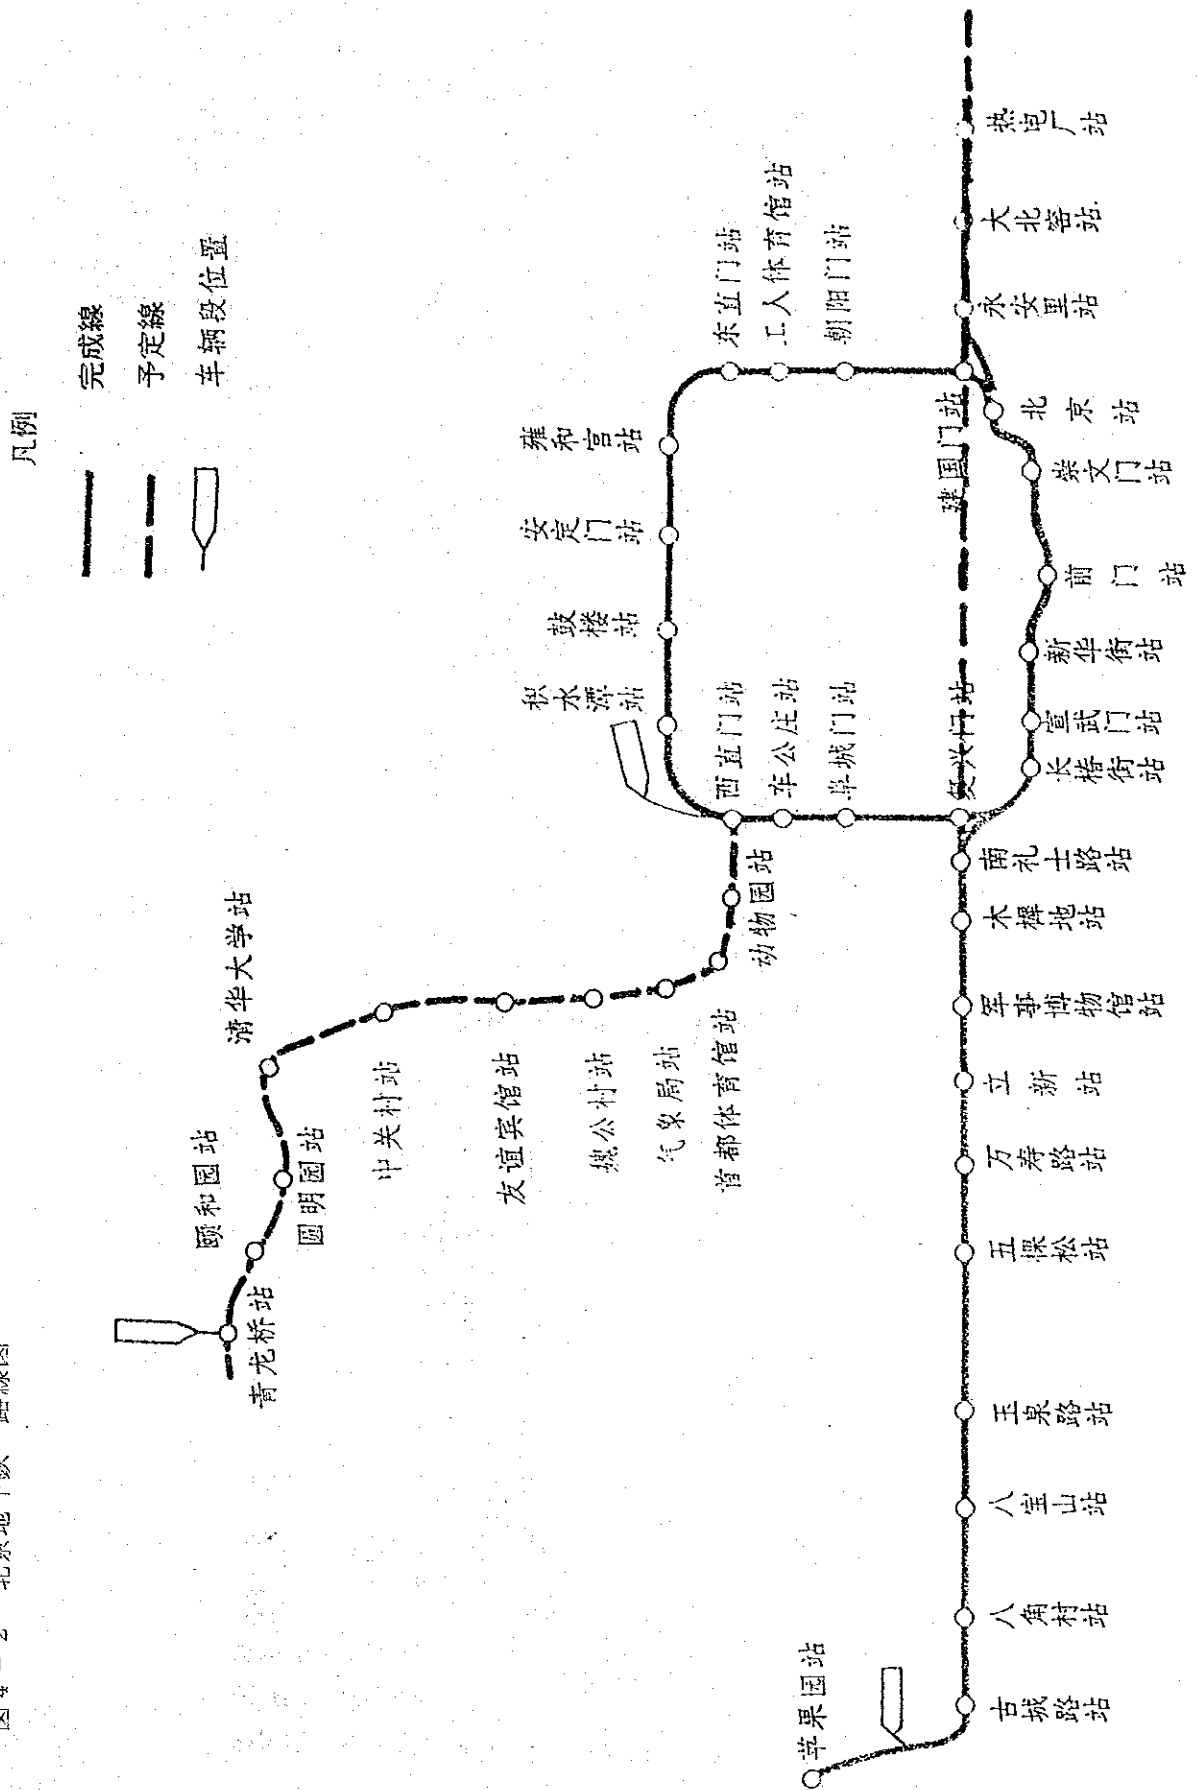 图4-2 北京地下鉄 路線図
凡例
完成線
予定線
车辆段位置
清华大学站
颐和园站
圆明园站
青龙桥站
中关村站
友谊宾馆站
魏公村站
气象局站
首都体育馆站
动物园站
积水潭站
鼓楼站
安定门站
雍和宫站
西直门站
车公庄站
阜城门站
复兴门站
东直门站
工人体育馆站
朝阳门站
建国门站
苹果园站
古城路站
八角村站
八宝山站
玉泉路站
五棵松站
万寿路站
立新站
军事博物馆站
木樨地站
南礼士路站
长椿街站
宣武门站
新华街站
前门站
崇文门站
北京站
永安里站
大北窑站
热电厂站